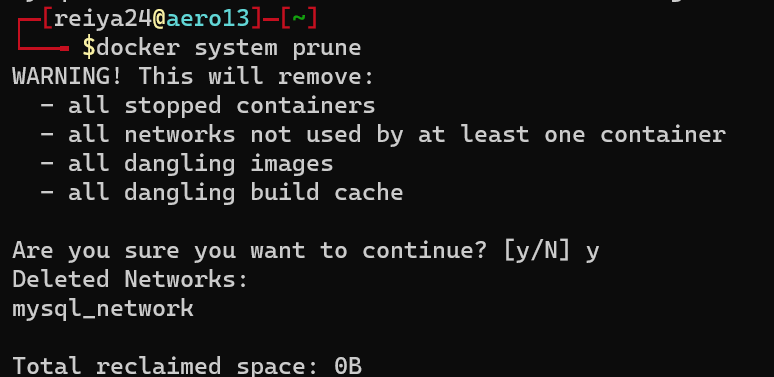 ┌─[reiya24@aero13]─[~]
└──╼ $docker system prune
WARNING! This will remove:
  - all stopped containers
  - all networks not used by at least one container
  - all dangling images
  - all dangling build cache

Are you sure you want to continue? [y/N] y
Deleted Networks:
mysql_network

Total reclaimed space: 0B